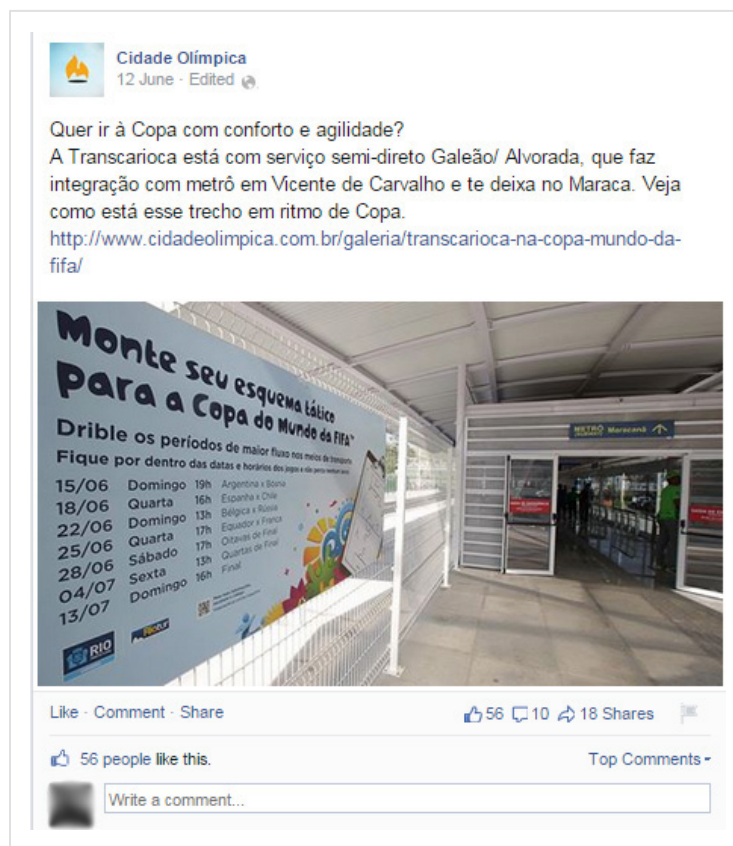 Cidade Olímpica
12 June · Edited
Quer ir à Copa com conforto e agilidade?
A Transcarioca está com serviço semi-direto Galeão/ Alvorada, que faz
integração com metrô em Vicente de Carvalho e te deixa no Maraca. Veja
como está esse trecho em ritmo de Copa.
http://www.cidadeolimpica.com.br/galeria/transcarioca-na-copa-mundo-da-
fifa/
Monte seu esquema tático
para a Copa do Mundo da FIFA™
Drible os períodos de maior fluxo nos meios de transporte.
Fique por dentro das datas e horários dos jogos e não perca nenhum lance.
15/06 Domingo 19h Argentina x Bósnia
18/06 Quarta 16h Espanha x Chile
22/06 Domingo 13h Bélgica x Rússia
25/06 Quarta 17h Equador x França
28/06 Sábado 17h Oitavas de Final
04/07 Sexta 13h Quartas de Final
13/07 Domingo 16h Final
RIO
Riotur
METRÔ Maracanã
Like · Comment · Share
56 10 18 Shares
56 people like this.
Top Comments
Write a comment...